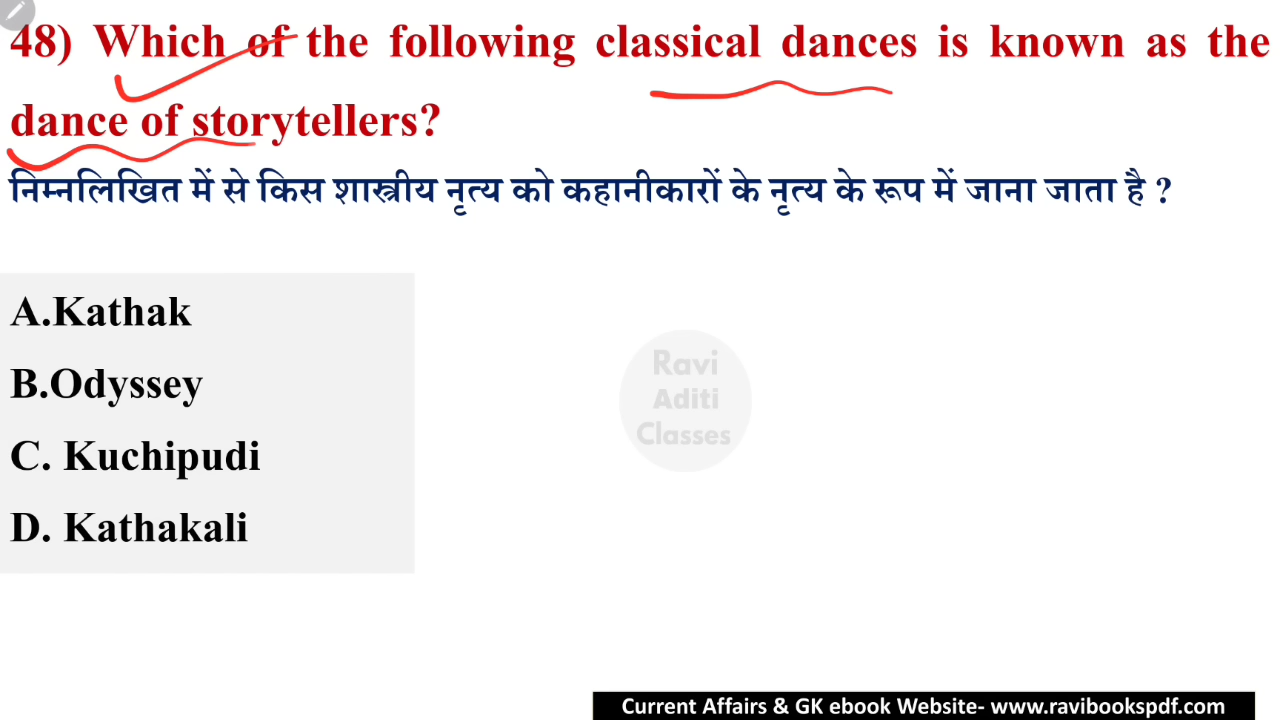 48) Which of the following classical dances is known as the
dance of storytellers?
निम्नलिखित में से किस शास्त्रीय नृत्य को कहानीकारों के नृत्य के रूप में जाना जाता है ?
A.Kathak
B.Odyssey
C. Kuchipudi
D. Kathakali
Ravi
Aditi
Classes
Current Affairs & GK ebook Website- www.ravibookspdf.com